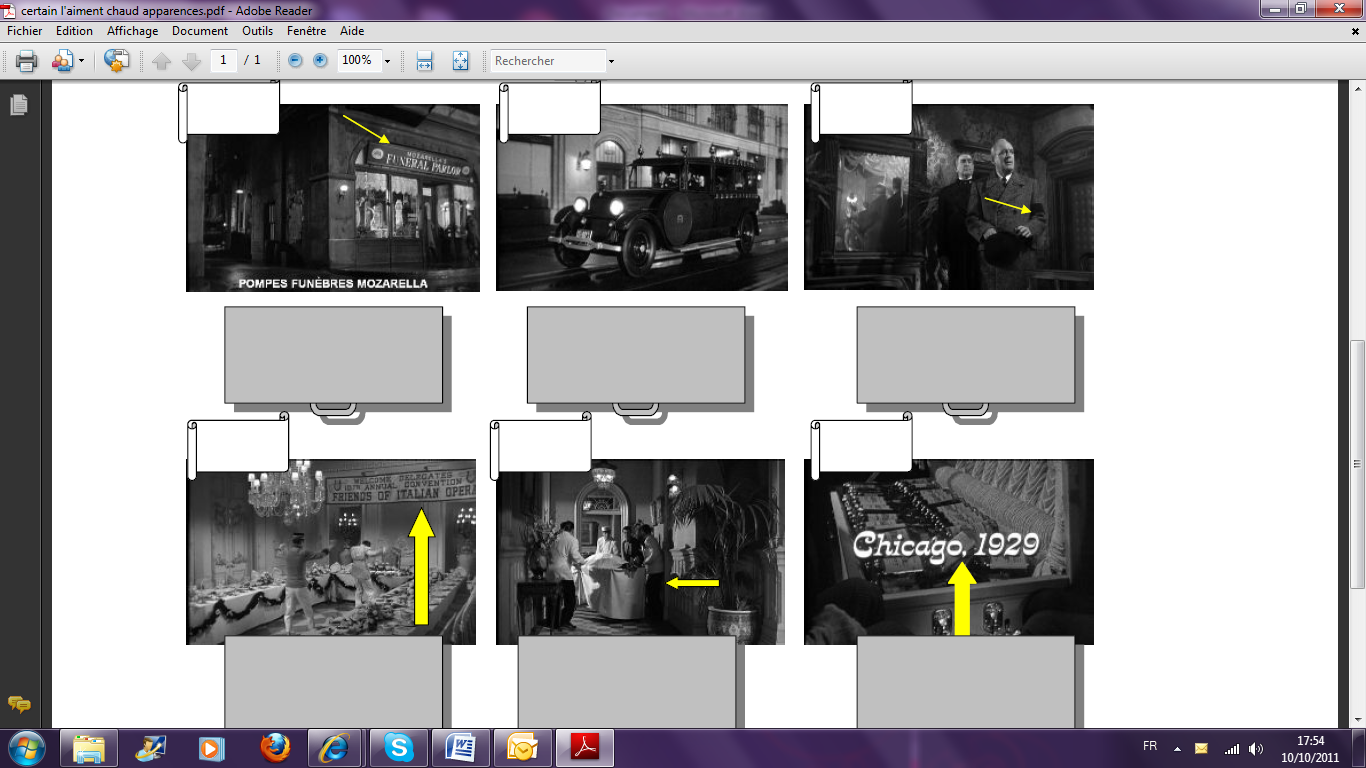 certain l'aiment chaud apparences.pdf - Adobe Reader
Fichier Edition Affichage Document Outils Fenêtre Aide
1 / 1 100% Rechercher
MOZARELLA'S
FUNERAL PARLOR
POMPES FUNÈBRES MOZARELLA
WELCOME DELEGATES
10TH ANNUAL CONVENTION
FRIENDS OF ITALIAN OPERA
Chicago, 1929
FR 17:54
10/10/2011